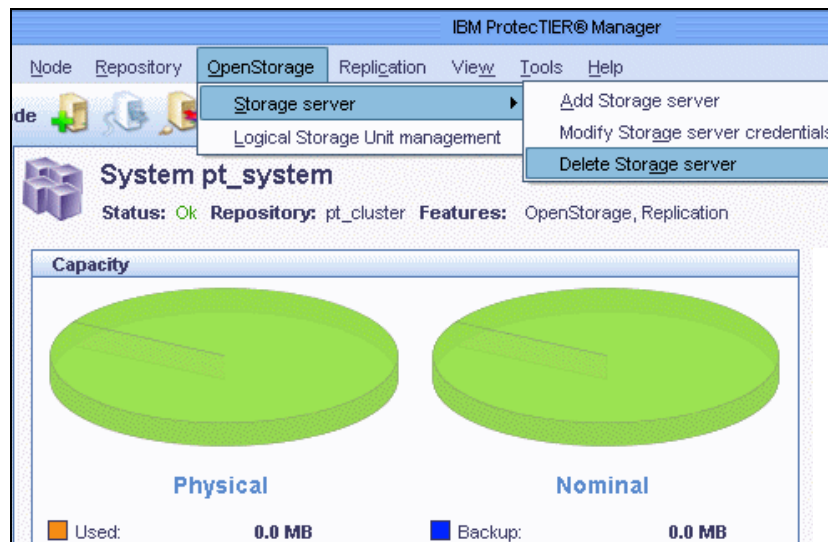 IBM ProtecTIER® Manager
Node Repository OpenStorage Replication View Tools Help
de
Storage server
Add Storage server
Logical Storage Unit management
Modify Storage server credentials
Delete Storage server
System pt_system
Status: Ok Repository: pt_cluster Features: OpenStorage, Replication
Capacity
Physical Nominal
Used: 0.0 MB Backup: 0.0 MB